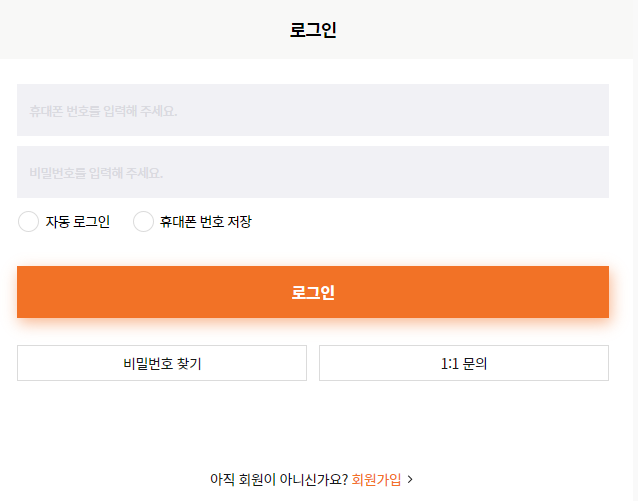 로그인
휴대폰 번호를 입력해 주세요.
비밀번호를 입력해 주세요.
자동 로그인 휴대폰 번호 저장
로그인
비밀번호 찾기 1:1 문의
아직 회원이 아니신가요? 회원가입 >